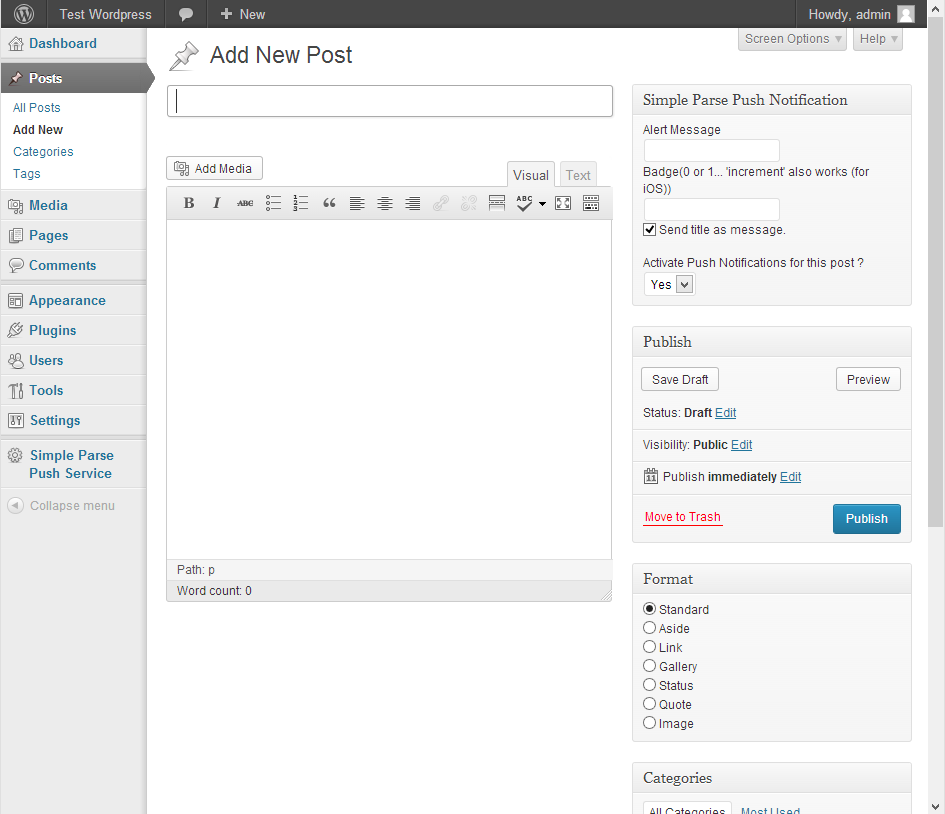 Test Wordpress
New
Howdy, admin
Dashboard
Posts
All Posts
Add New
Categories
Tags
Media
Pages
Comments
Appearance
Plugins
Users
Tools
Settings
Simple Parse
Push Service
Collapse menu
Screen Options
Help
Add New Post
Add Media
Visual
Text
B
I
ABC
1
2
3
ABC
Path: p
Word count: 0
Simple Parse Push Notification
Alert Message
Badge(0 or 1... 'increment' also works (for
iOS))
Send title as message.
Activate Push Notifications for this post ?
Yes
Publish
Save Draft
Preview
Status: Draft Edit
Visibility: Public Edit
11
Publish immediately Edit
Move to Trash
Publish
Format
Standard
Aside
Link
Gallery
Status
Quote
Image
Categories
All Categories
Most Used